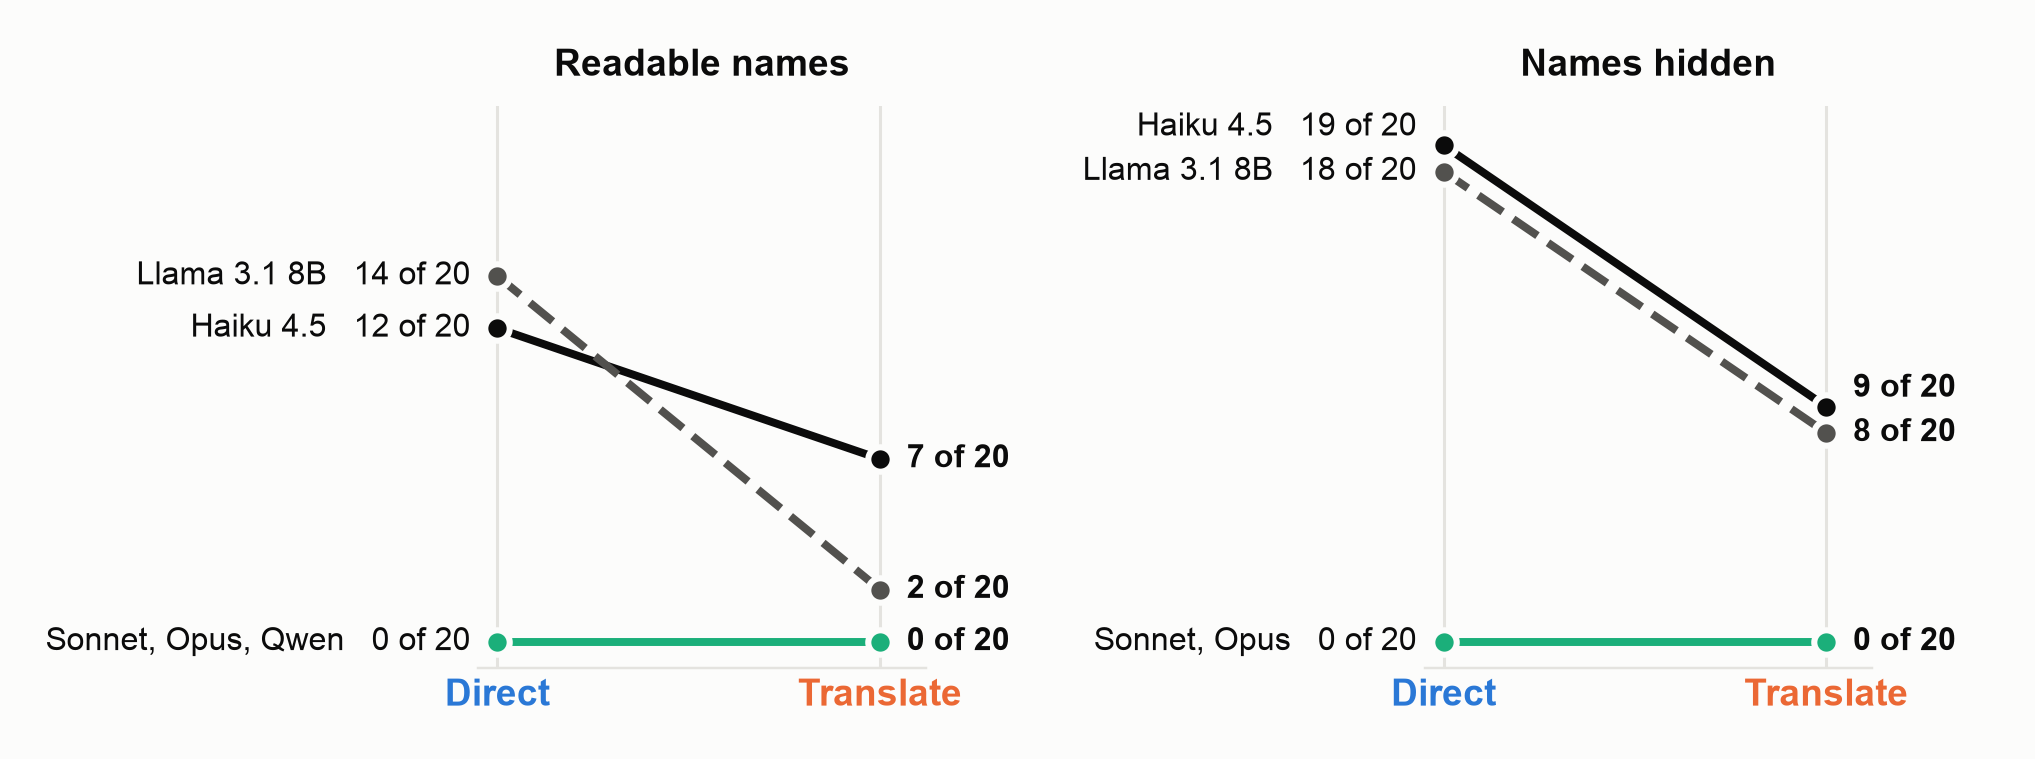 Readable names
Llama 3.1 8B 14 of 20
Haiku 4.5 12 of 20
7 of 20
2 of 20
Sonnet, Opus, Qwen 0 of 20
0 of 20
Direct
Translate
Names hidden
Haiku 4.5 19 of 20
Llama 3.1 8B 18 of 20
9 of 20
8 of 20
Sonnet, Opus 0 of 20
0 of 20
Direct
Translate